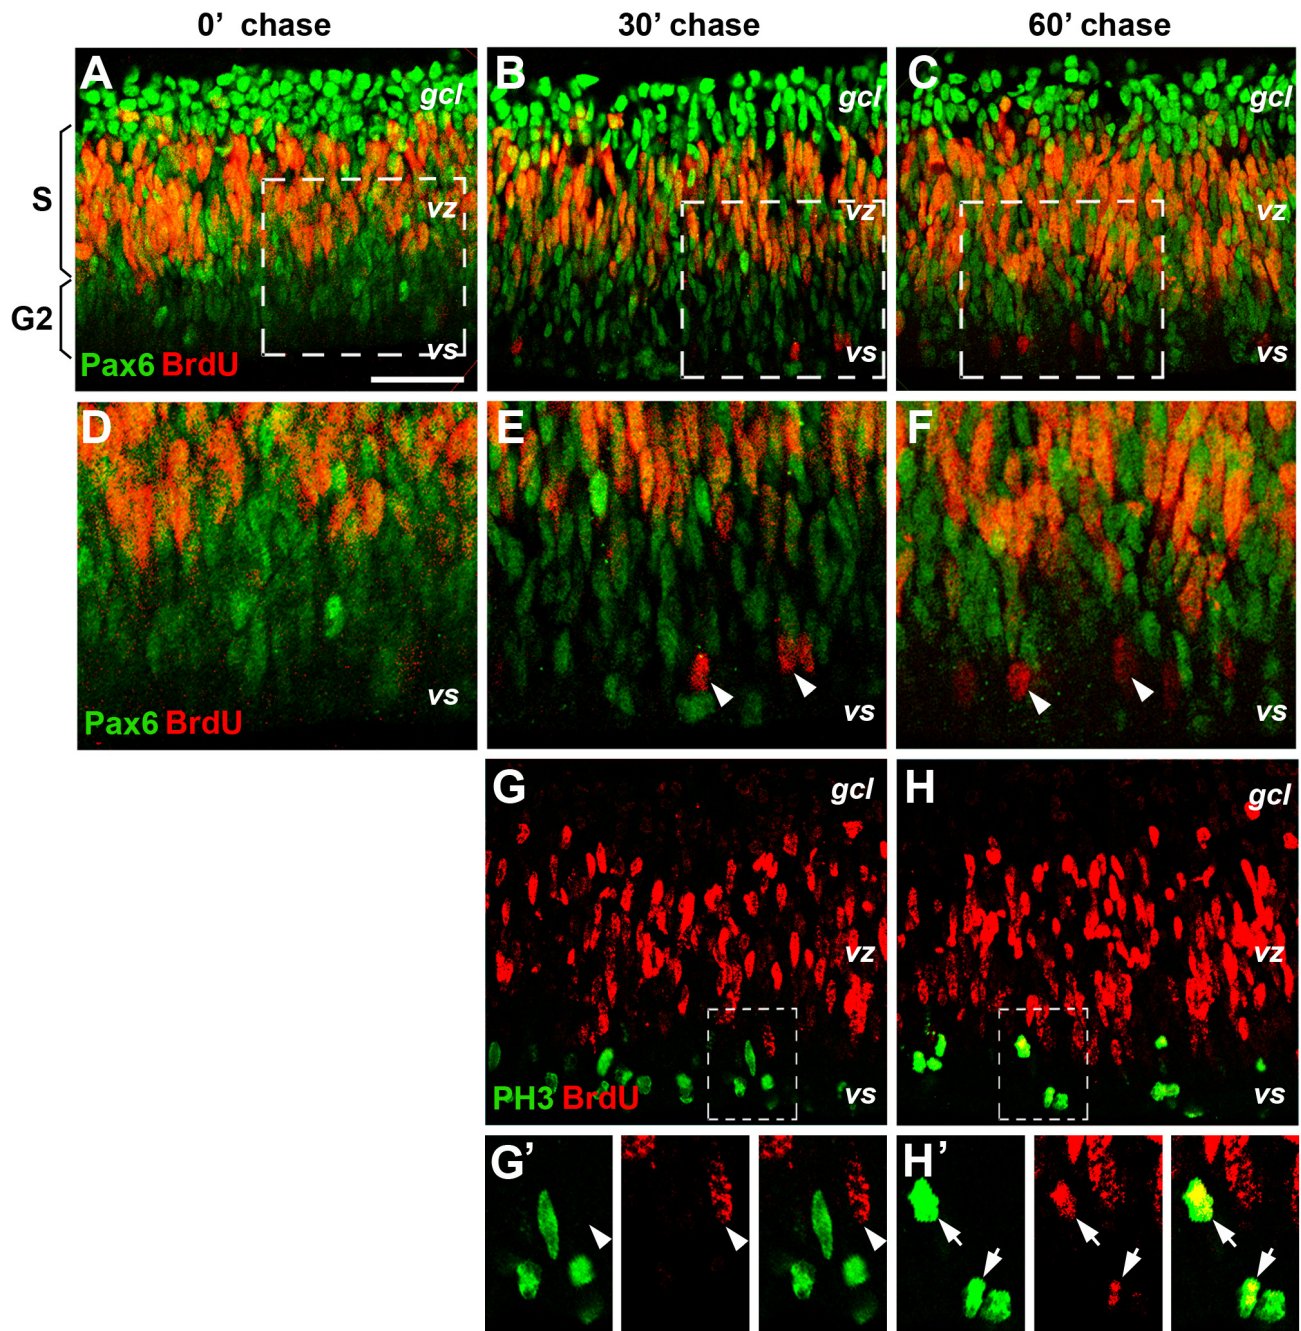 0’ chase 30’ chase 60’ chase
A gcl B gcl C gcl
S
vz vz vz
G2
vs vs vs
Pax6 BrdU
D E F
vs vs vs
Pax6 BrdU
G gcl H gcl
vz vz
PH3 BrdU vs vs
G’ H’